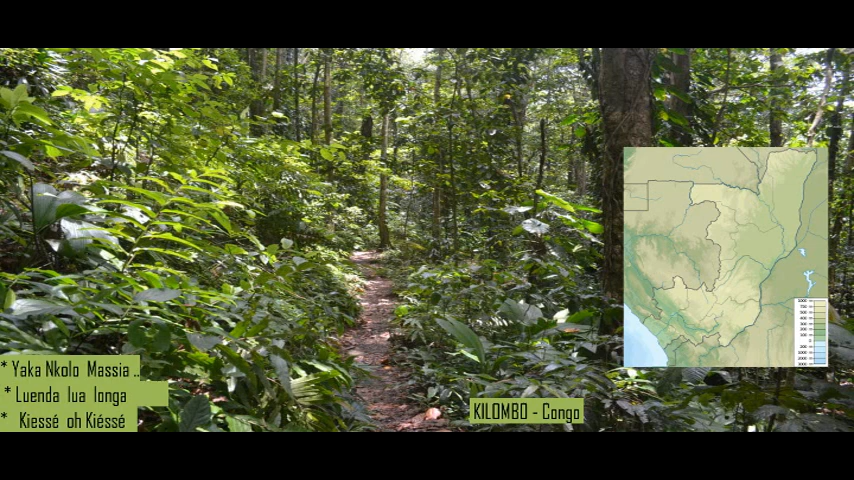 * Yaka Nkolo Massia ..
* Luenda lua longa
* Kiessé oh Kiéssé
KILOMBO - Congo